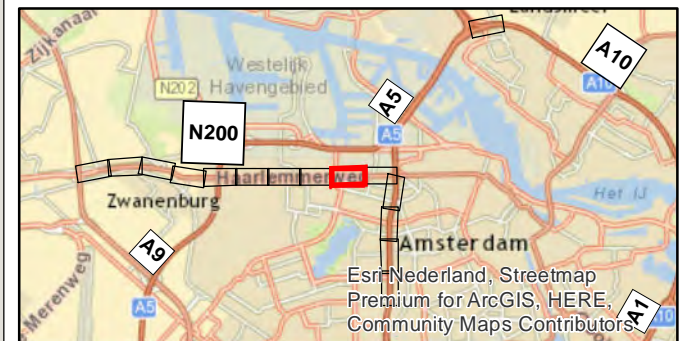 Zijkanaal
A10
Westelijk
Havengebied
N202
A10
A5
N200
A5
Haarlemmerweg
Zwanenburg
Het IJ
Amsterdam
A9
Merenweg
A5
Esri Nederland, Streetmap
Premium for ArcGIS, HERE,
Community Maps Contributors
A1